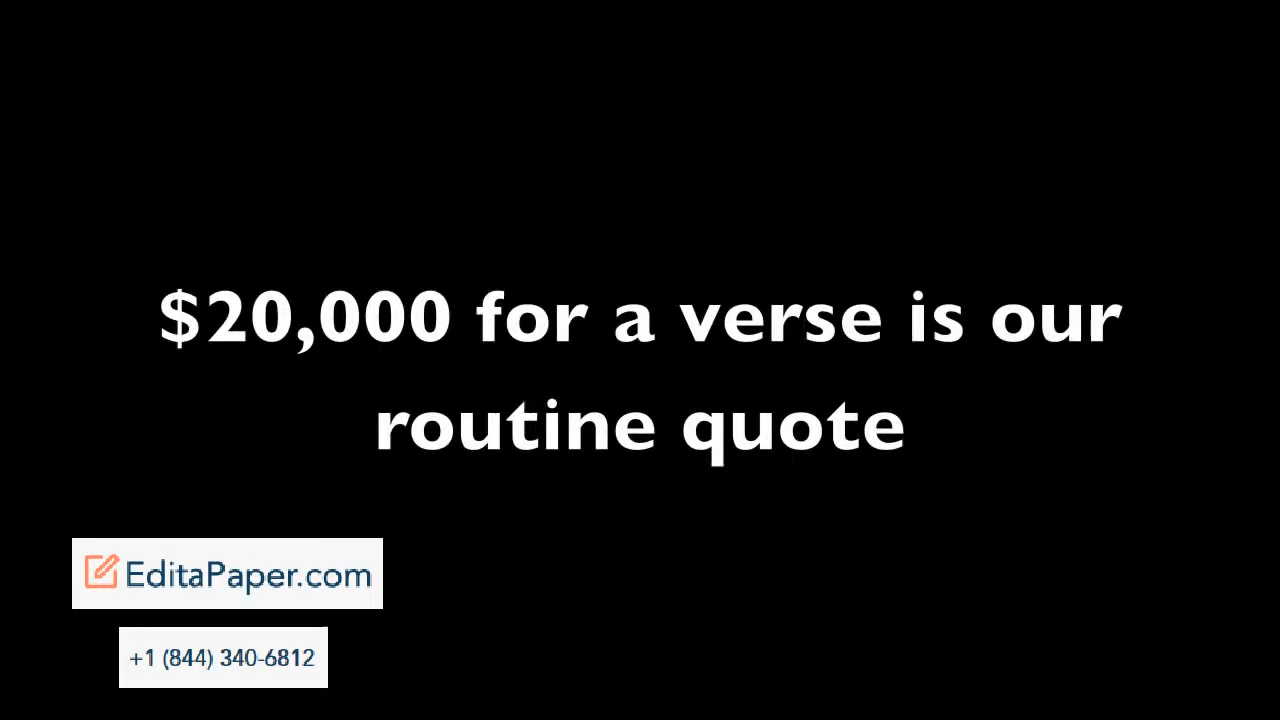 $20,000 for a verse is our
routine quote
EditaPaper.com
+1 (844) 340-6812